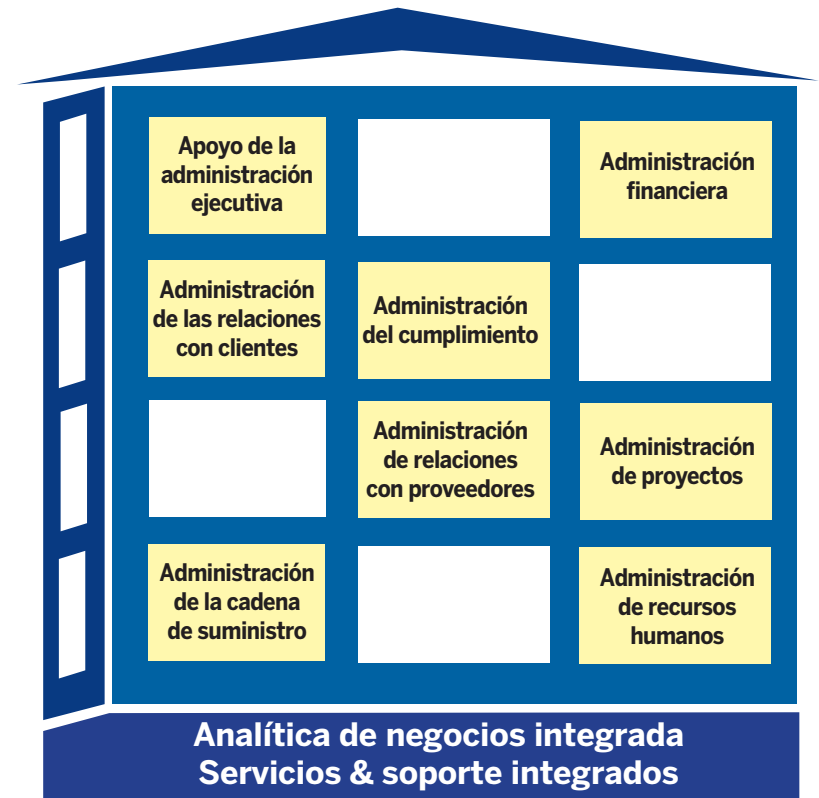 Apoyo de la
administración
ejecutiva
Administración
financiera
Administración
de las relaciones
con clientes
Administración
del cumplimiento
Administración
de relaciones
con proveedores
Administración
de proyectos
Administración
de la cadena
de suministro
Administración
de recursos
humanos
Analítica de negocios integrada
Servicios & soporte integrados